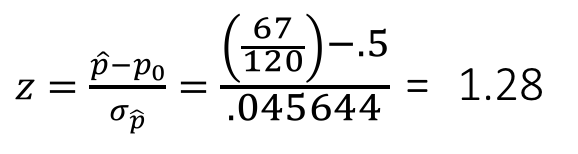 z = (p̂−p₀)/σ_p̂ = ((67/120)−.5)/.045644 = 1.28